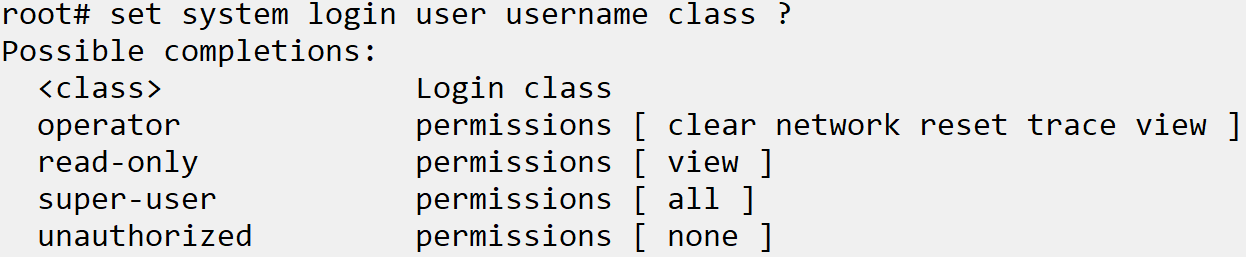 root# set system login user username class ?
Possible completions:
  <class>              Login class
  operator             permissions [ clear network reset trace view ]
  read-only            permissions [ view ]
  super-user           permissions [ all ]
  unauthorized         permissions [ none ]